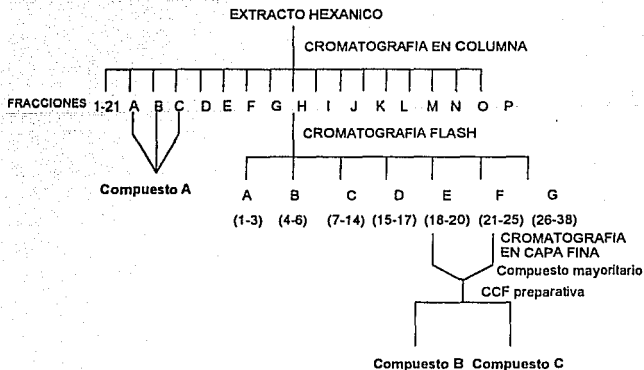 EXTRACTO HEXANICO
CROMATOGRAFIA EN COLUMNA
FRACCIONES 1-21 A B C D E F G H I J K L M N O P
CROMATOGRAFIA FLASH
Compuesto A
A B C D E F G
(1-3) (4-6) (7-14) (15-17) (18-20) (21-25) (26-38)
CROMATOGRAFIA
EN CAPA FINA
Compuesto mayoritario
CCF preparativa
Compuesto B Compuesto C